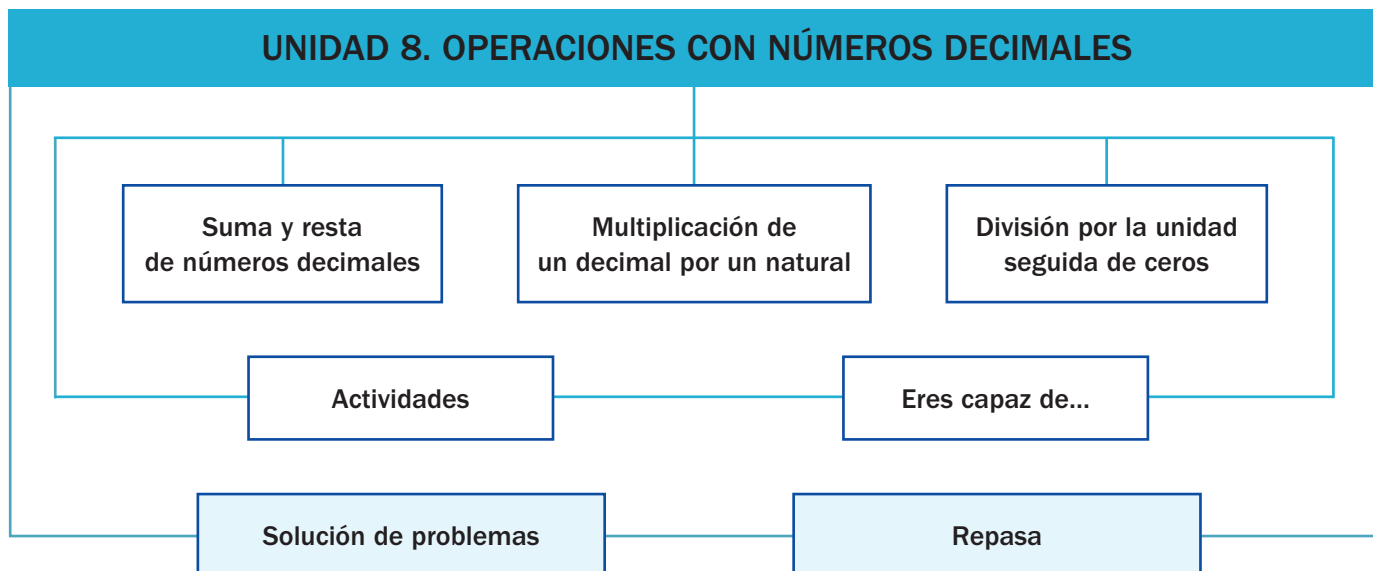 UNIDAD 8. OPERACIONES CON NÚMEROS DECIMALES
Suma y resta
de números decimales
Multiplicación de
un decimal por un natural
División por la unidad
seguida de ceros
Actividades
Eres capaz de...
Solución de problemas
Repasa